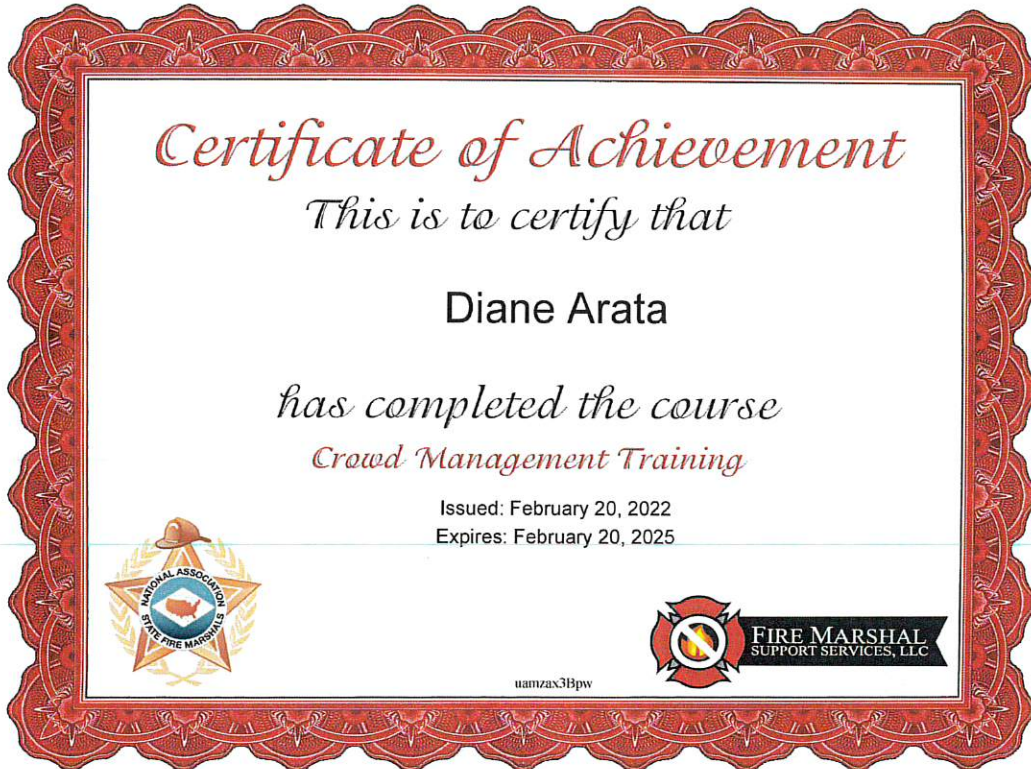 Certificate of Achievement
This is to certify that
Diane Arata
has completed the course
Crowd Management Training
Issued: February 20, 2022
Expires: February 20, 2025
NATIONAL ASSOCIATION
STATE FIRE MARSHALS
FIRE MARSHAL
SUPPORT SERVICES, LLC
uamzax3Bpw